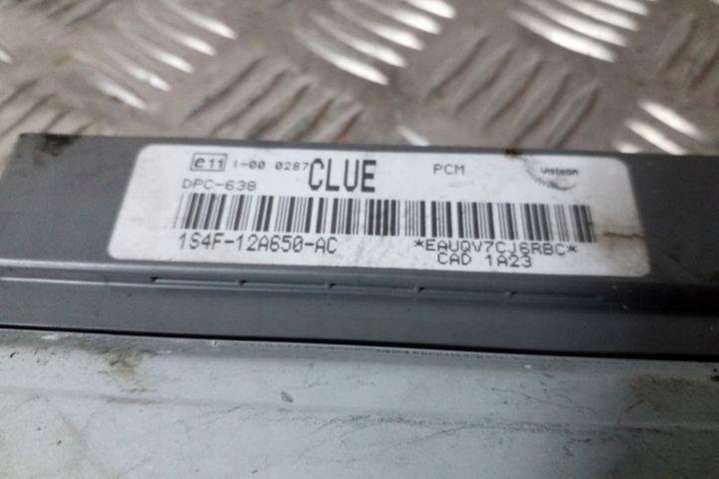 e11 1-00 0287 CLUE PCM Visteon
DPC-638
1S4F-12A650-AC *EAUQV7CJ6RBC*
CAD 1A23